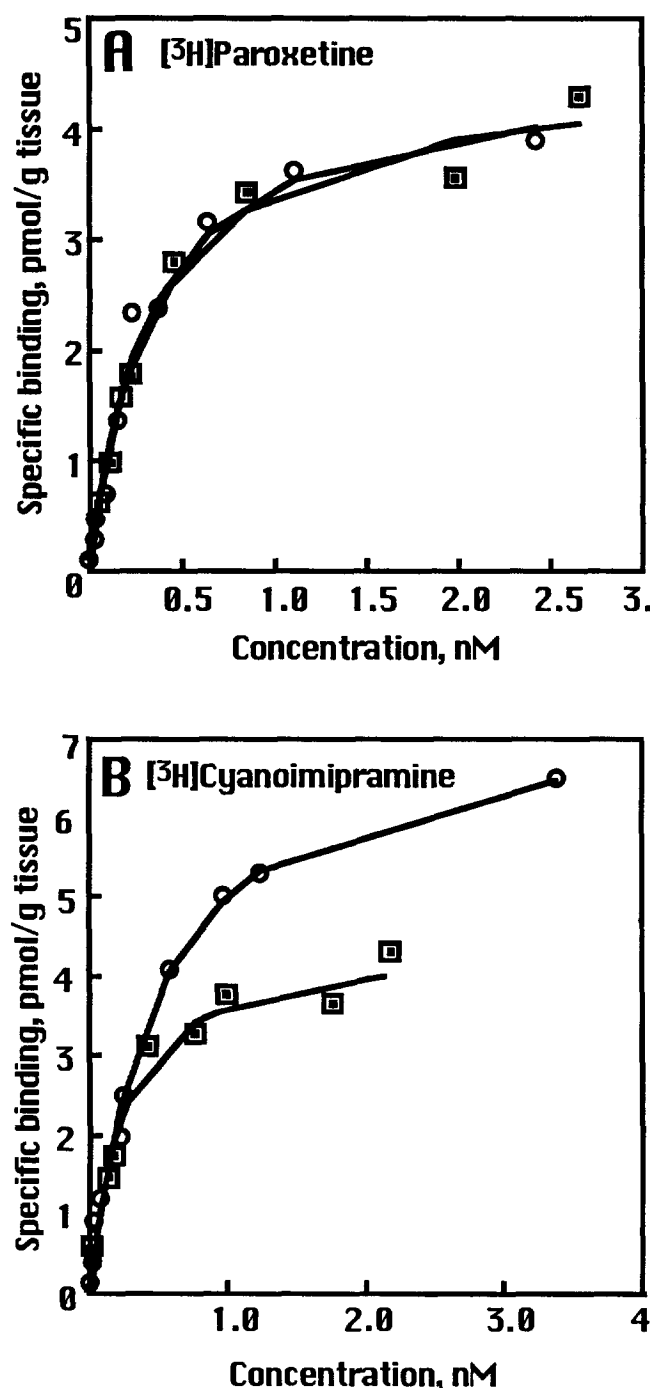 A [³H]Paroxetine
5
4
3
2
1
0
0.5 1.0 1.5 2.0 2.5 3.
Specific binding, pmol/g tissue
Concentration, nM
B [³H]Cyanoimipramine
7
6
5
4
3
2
1
0
1.0 2.0 3.0 4
Specific binding, pmol/g tissue
Concentration, nM